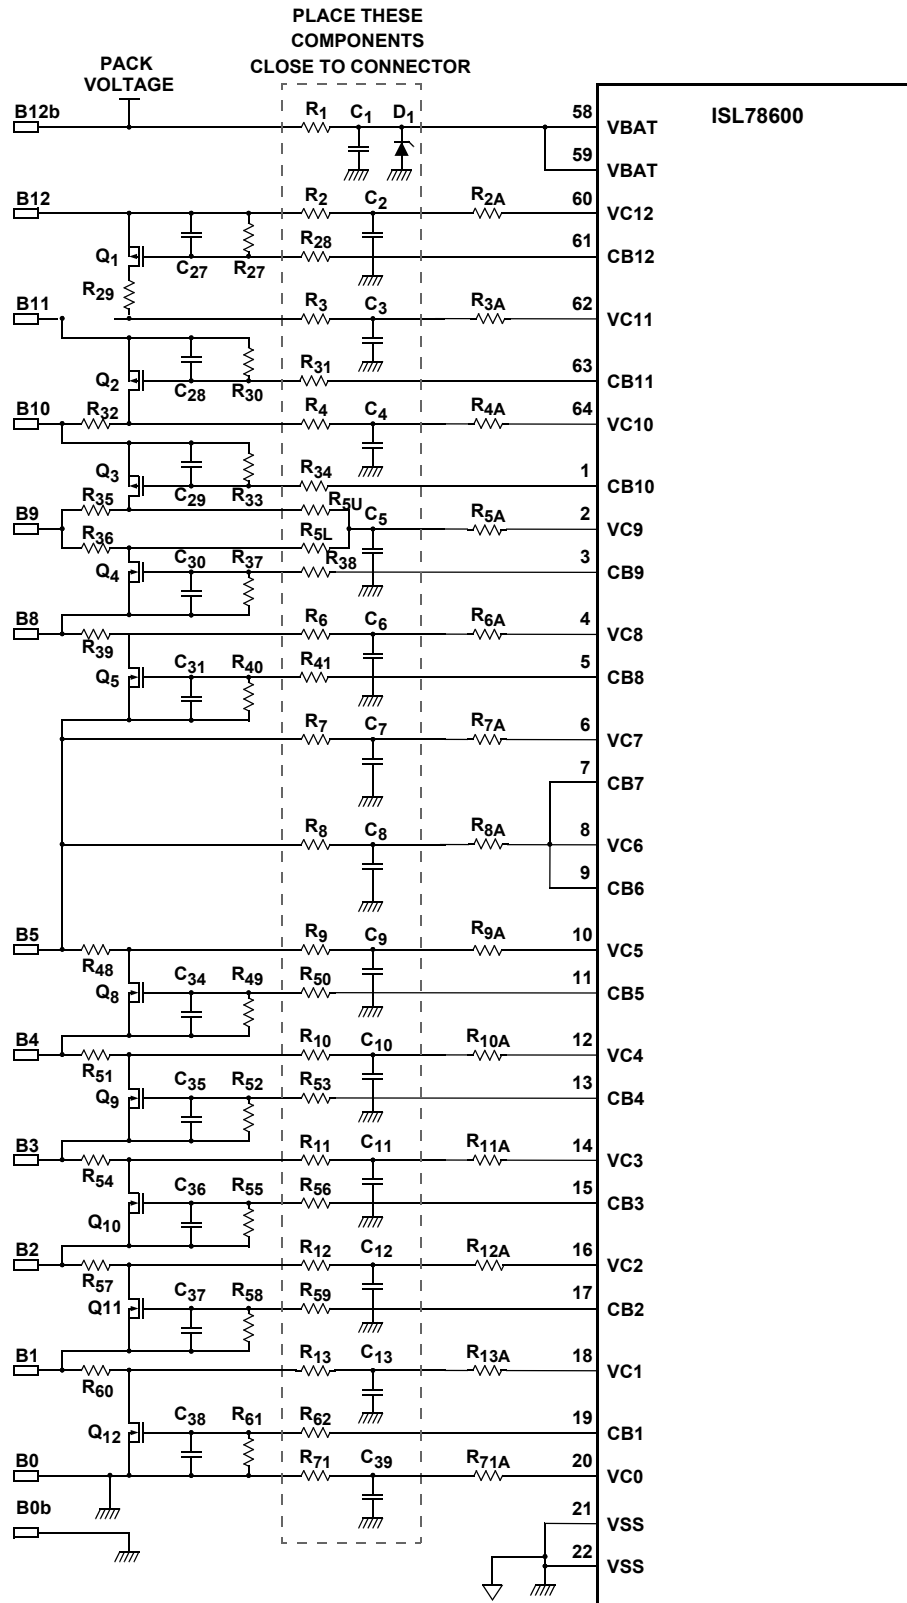 PLACE THESE
COMPONENTS
CLOSE TO CONNECTOR
PACK
VOLTAGE
B12b
R1
C1
D1
58
VBAT
ISL78600
59
VBAT
B12
R2
C2
R2A
60
VC12
Q1
C27
R27
R28
61
CB12
R29
B11
R3
C3
R3A
62
VC11
Q2
C28
R30
R31
63
CB11
B10
R32
R4
C4
R4A
64
VC10
Q3
C29
R33
R34
1
CB10
R35
R5U
B9
C5
R5A
2
VC9
R36
R5L
Q4
C30
R37
R38
3
CB9
B8
R39
R6
C6
R6A
4
VC8
Q5
C31
R40
R41
5
CB8
R7
C7
R7A
6
VC7
7
CB7
R8
C8
R8A
8
VC6
9
CB6
B5
R48
R9
C9
R9A
10
VC5
Q8
C34
R49
R50
11
CB5
B4
R51
R10
C10
R10A
12
VC4
Q9
C35
R52
R53
13
CB4
B3
R54
R11
C11
R11A
14
VC3
Q10
C36
R55
R56
15
CB3
B2
R57
R12
C12
R12A
16
VC2
Q11
C37
R58
R59
17
CB2
B1
R60
R13
C13
R13A
18
VC1
Q12
C38
R61
R62
19
CB1
B0
R71
C39
R71A
20
VC0
B0b
21
VSS
22
VSS